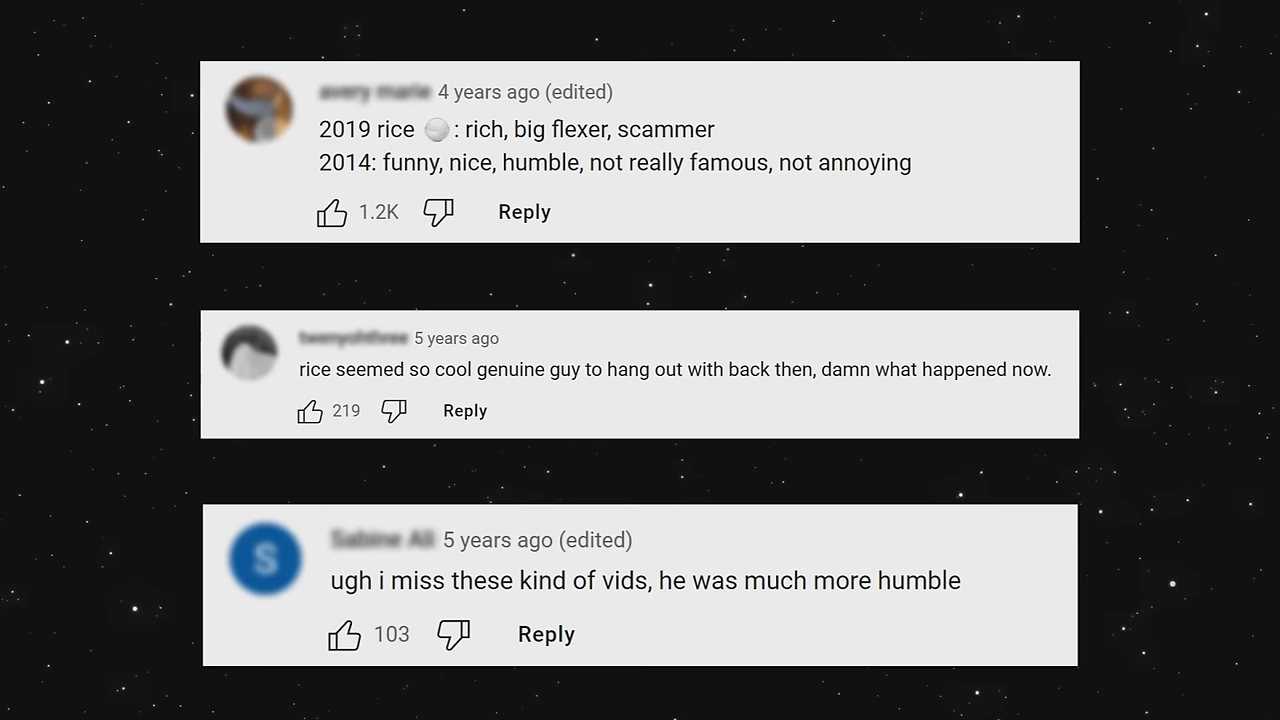 4 years ago (edited)
2019 rice : rich, big flexer, scammer
2014: funny, nice, humble, not really famous, not annoying
1.2K Reply
5 years ago
rice seemed so cool genuine guy to hang out with back then, damn what happened now.
219 Reply
S
5 years ago (edited)
ugh i miss these kind of vids, he was much more humble
103 Reply